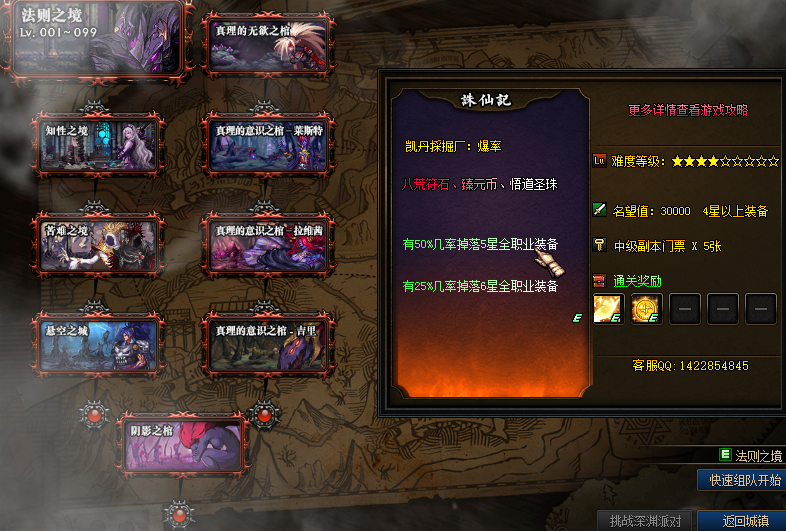 法则之境
Lv. 001~099
真理的无欲之棺
知性之境
真理的意识之棺-莱斯特
苦难之境
真理的意识之棺-拉维茜
悬空之城
真理的意识之棺-吉里
阴影之棺
誅仙記
凯丹探掘厂：爆率
八荒符石、臻元币、悟道圣珠
有50%几率掉落5星全职业装备
有25%几率掉落6星全职业装备
E
更多详情查看游戏攻略
Lv 难度等级：★★★★☆☆☆☆☆
名望值：30000 4星以上装备
中级副本门票 X 5张
通关奖励
E E
客服QQ:1422854845
E 法则之境
快速组队开始
挑战深渊派对
返回城镇